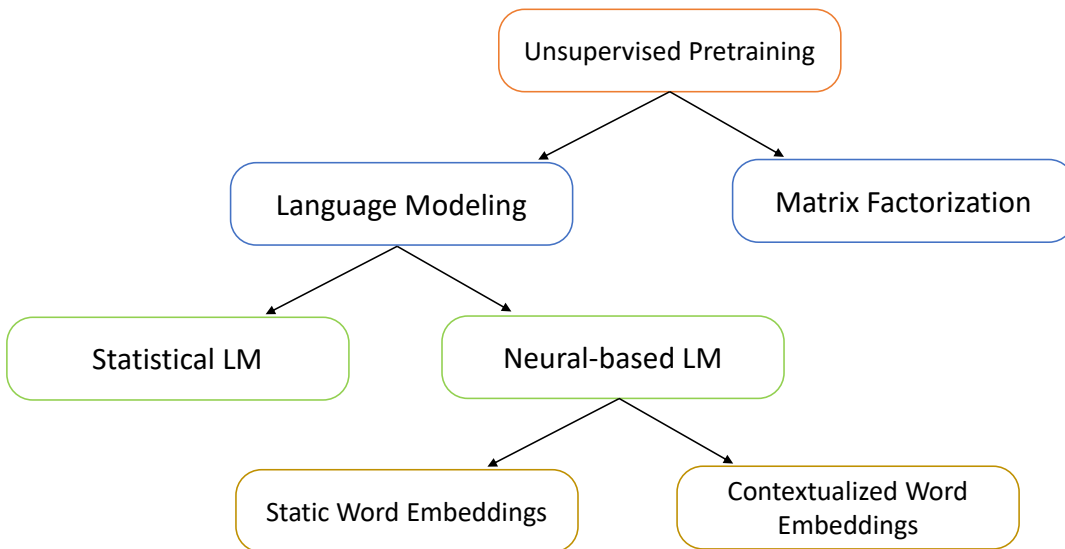 Unsupervised Pretraining
Language Modeling
Matrix Factorization
Statistical LM
Neural-based LM
Static Word Embeddings
Contextualized Word
Embeddings